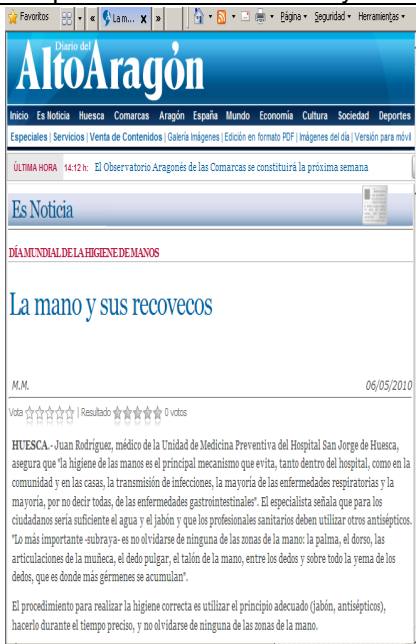 Favoritos La m... X Página Seguridad Herramientas
Diario del
AltoAragón
Inicio Es Noticia Huesca Comarcas Aragón España Mundo Economía Cultura Sociedad Deportes
Especiales | Servicios | Venta de Contenidos | Galería Imágenes | Edición en formato PDF | Imágenes del día | Versión para móvil
ÚLTIMA HORA 14:12 h: El Observatorio Aragonés de las Comarcas se constituirá la próxima semana
Es Noticia
DÍA MUNDIAL DE LA HIGIENE DE MANOS
La mano y sus recovecos
M.M. 06/05/2010
Vota | Resultado 0 votos
HUESCA.- Juan Rodríguez, médico de la Unidad de Medicina Preventiva del Hospital San Jorge de Huesca,
asegura que "la higiene de las manos es el principal mecanismo que evita, tanto dentro del hospital, como en la
comunidad y en las casas, la transmisión de infecciones, la mayoría de las enfermedades respiratorias y la
mayoría, por no decir todas, de las enfermedades gastrointestinales". El especialista señala que para los
ciudadanos sería suficiente el agua y el jabón y que los profesionales sanitarios deben utilizar otros antisépticos.
"Lo más importante -subraya- es no olvidarse de ninguna de las zonas de la mano: la palma, el dorso, las
articulaciones de la muñeca, el dedo pulgar, el talón de la mano, entre los dedos y sobre todo la yema de los
dedos, que es donde más gérmenes se acumulan".
El procedimiento para realizar la higiene correcta es utilizar el principio adecuado (jabón, antisépticos),
hacerlo durante el tiempo preciso, y no olvidarse de ninguna de las zonas de la mano.